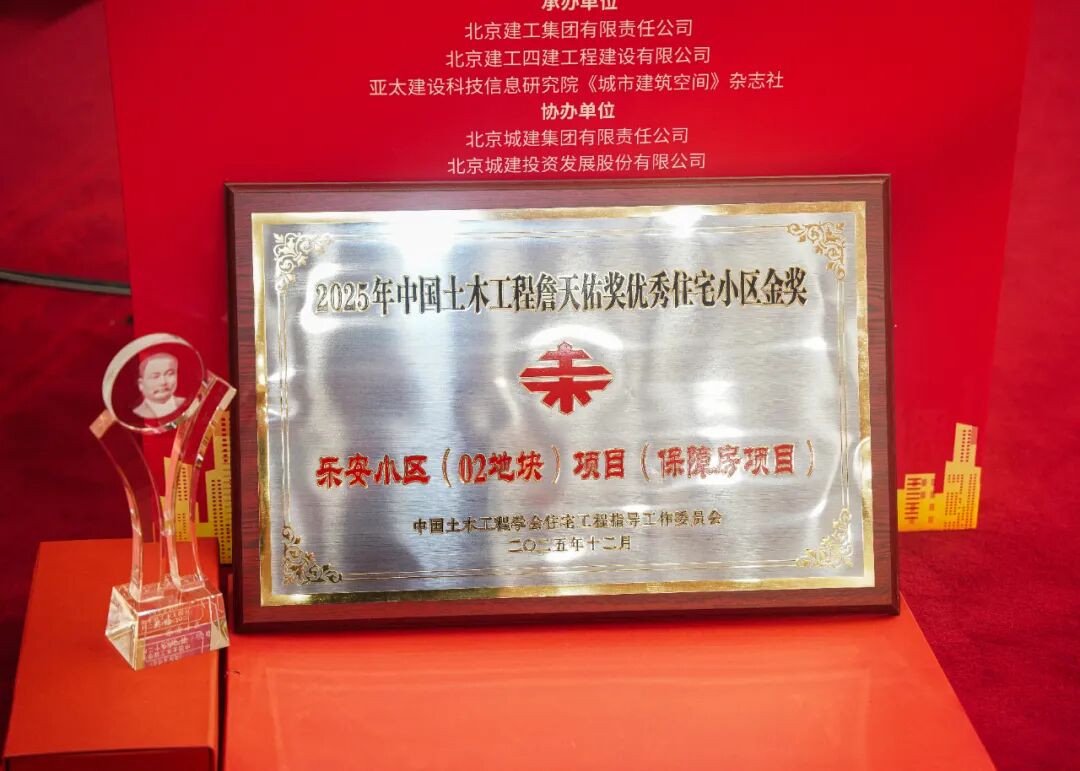 承办单位
北京建工集团有限责任公司
北京建工四建工程建设有限公司
亚太建设科技信息研究院《城市建筑空间》杂志社
协办单位
北京城建集团有限责任公司
北京城建投资发展股份有限公司
2025年中国土木工程詹天佑奖优秀住宅小区金奖
乐安小区（02地块）项目（保障房项目）
中国土木工程学会住宅工程指导工作委员会
二〇二五年十二月